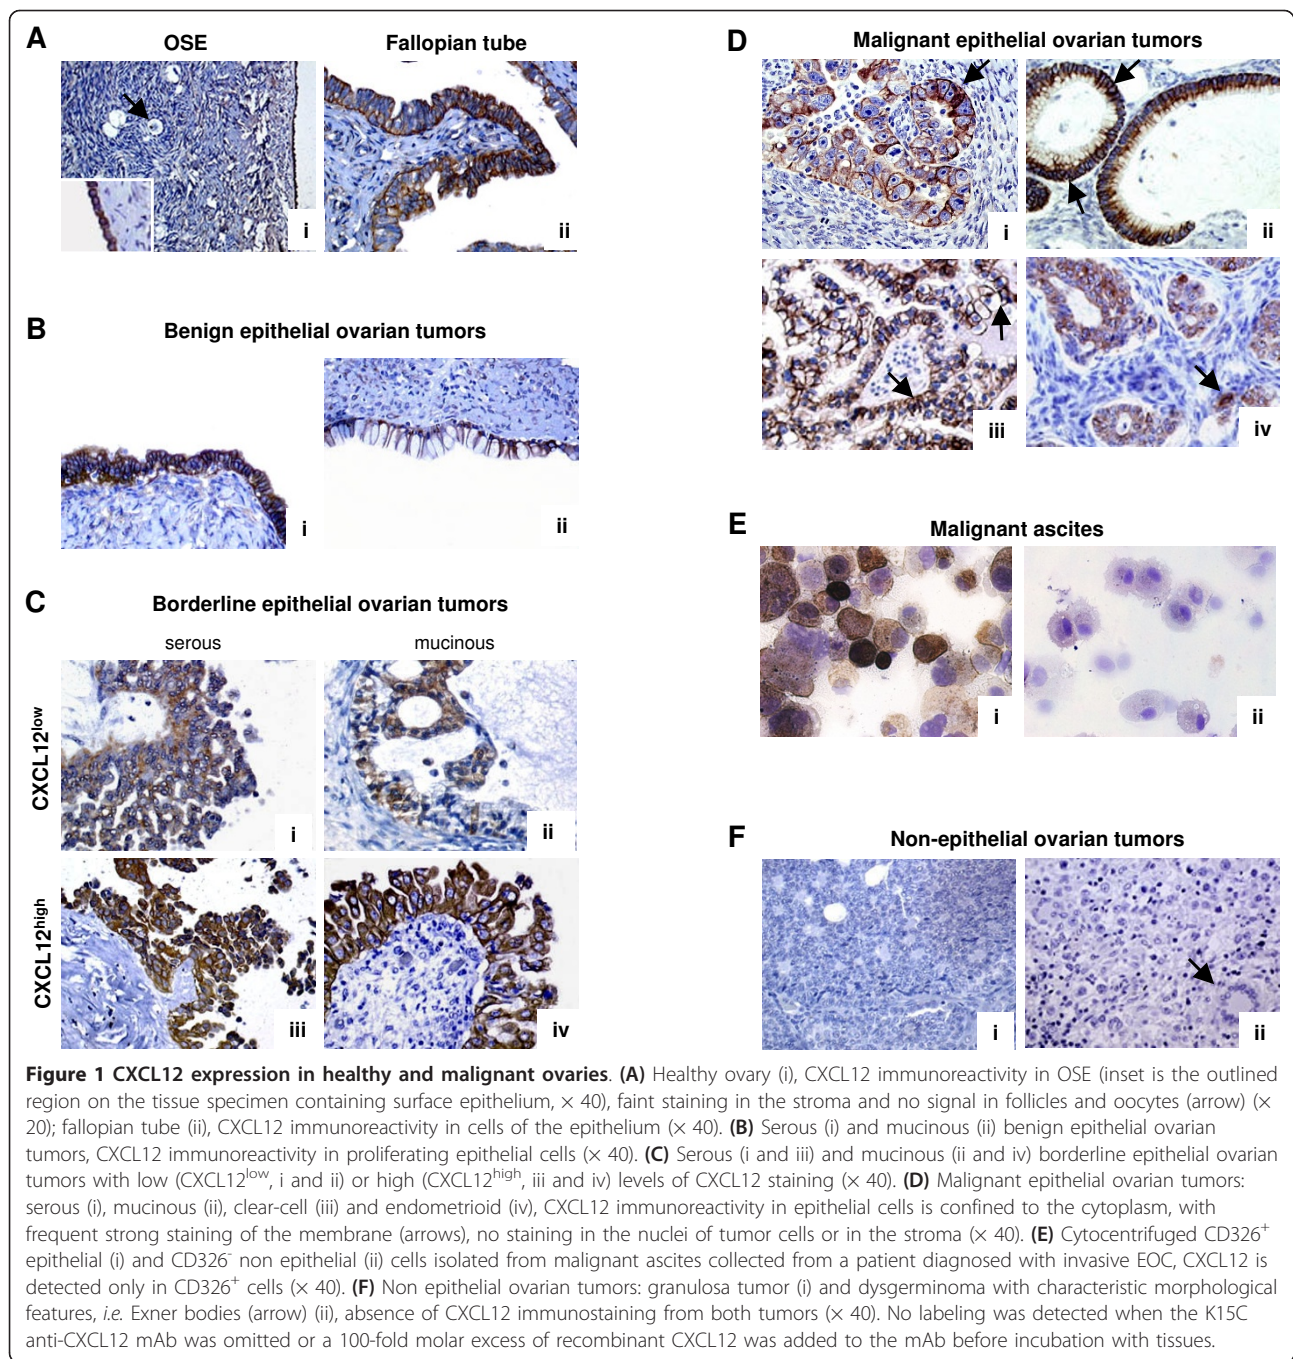 A
OSE
Fallopian tube
i
ii
B
Benign epithelial ovarian tumors
i
ii
C
Borderline epithelial ovarian tumors
serous
mucinous
CXCL12low
i
ii
CXCL12high
iii
iv
D
Malignant epithelial ovarian tumors
i
ii
iii
iv
E
Malignant ascites
i
ii
F
Non-epithelial ovarian tumors
i
ii
Figure 1 CXCL12 expression in healthy and malignant ovaries. (A) Healthy ovary (i), CXCL12 immunoreactivity in OSE (inset is the outlined
region on the tissue specimen containing surface epithelium, × 40), faint staining in the stroma and no signal in follicles and oocytes (arrow) (×
20); fallopian tube (ii), CXCL12 immunoreactivity in cells of the epithelium (× 40). (B) Serous (i) and mucinous (ii) benign epithelial ovarian
tumors, CXCL12 immunoreactivity in proliferating epithelial cells (× 40). (C) Serous (i and iii) and mucinous (ii and iv) borderline epithelial ovarian
tumors with low (CXCL12low, i and ii) or high (CXCL12high, iii and iv) levels of CXCL12 staining (× 40). (D) Malignant epithelial ovarian tumors:
serous (i), mucinous (ii), clear-cell (iii) and endometrioid (iv), CXCL12 immunoreactivity in epithelial cells is confined to the cytoplasm, with
frequent strong staining of the membrane (arrows), no staining in the nuclei of tumor cells or in the stroma (× 40). (E) Cytocentrifuged CD326+
epithelial (i) and CD326- non epithelial (ii) cells isolated from malignant ascites collected from a patient diagnosed with invasive EOC, CXCL12 is
detected only in CD326+ cells (× 40). (F) Non epithelial ovarian tumors: granulosa tumor (i) and dysgerminoma with characteristic morphological
features, i.e. Exner bodies (arrow) (ii), absence of CXCL12 immunostaining from both tumors (× 40). No labeling was detected when the K15C
anti-CXCL12 mAb was omitted or a 100-fold molar excess of recombinant CXCL12 was added to the mAb before incubation with tissues.